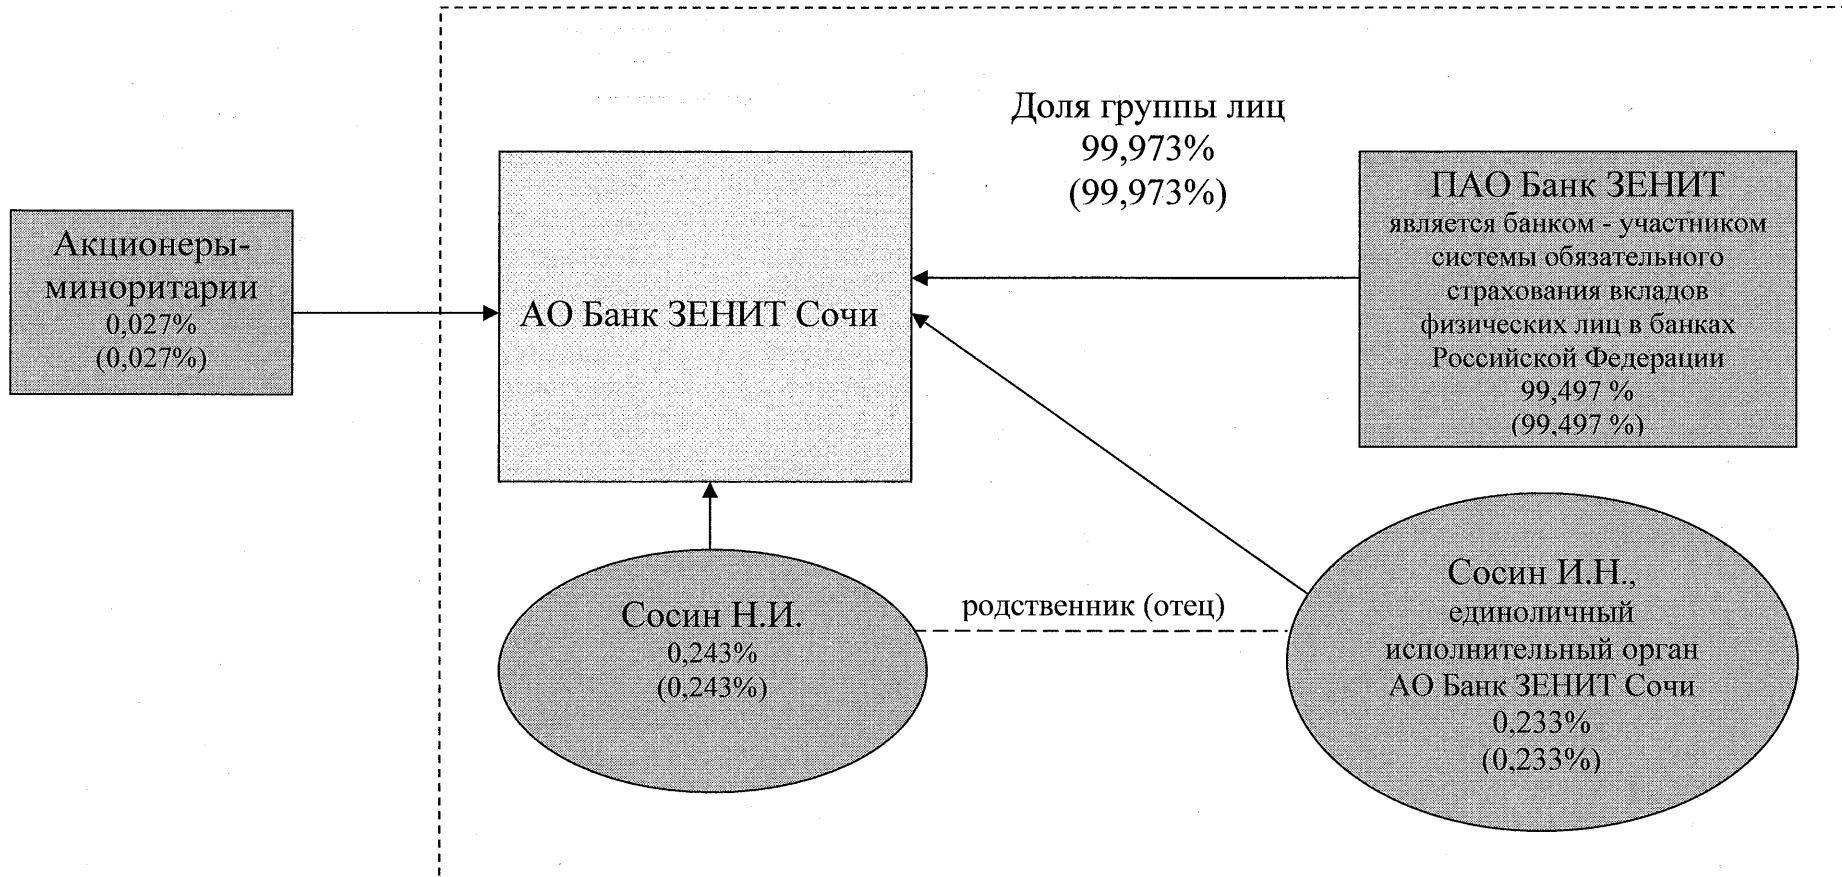 Доля группы лиц
99,973%
(99,973%)
ПАО Банк ЗЕНИТ
является банком - участником
системы обязательного
страхования вкладов
физических лиц в банках
Российской Федерации
99,497 %
(99,497 %)
Акционеры-
миноритарии
0,027%
(0,027%)
АО Банк ЗЕНИТ Сочи
Сосин Н.И.
0,243%
(0,243%)
родственник (отец)
Сосин И.Н.,
единоличный
исполнительный орган
АО Банк ЗЕНИТ Сочи
0,233%
(0,233%)